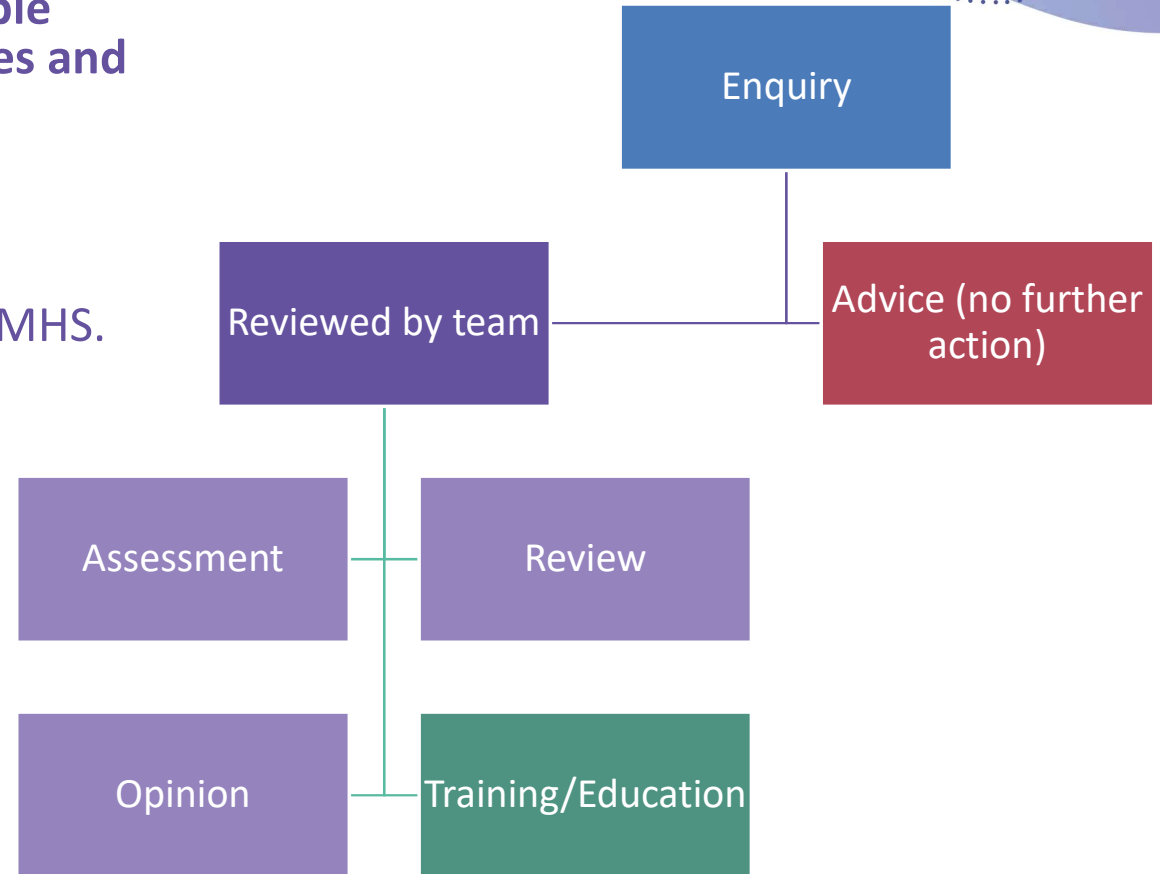 es and
Enquiry
MHS.
Reviewed by team
Advice (no further
action)
Assessment
Review
Opinion
Training/Education